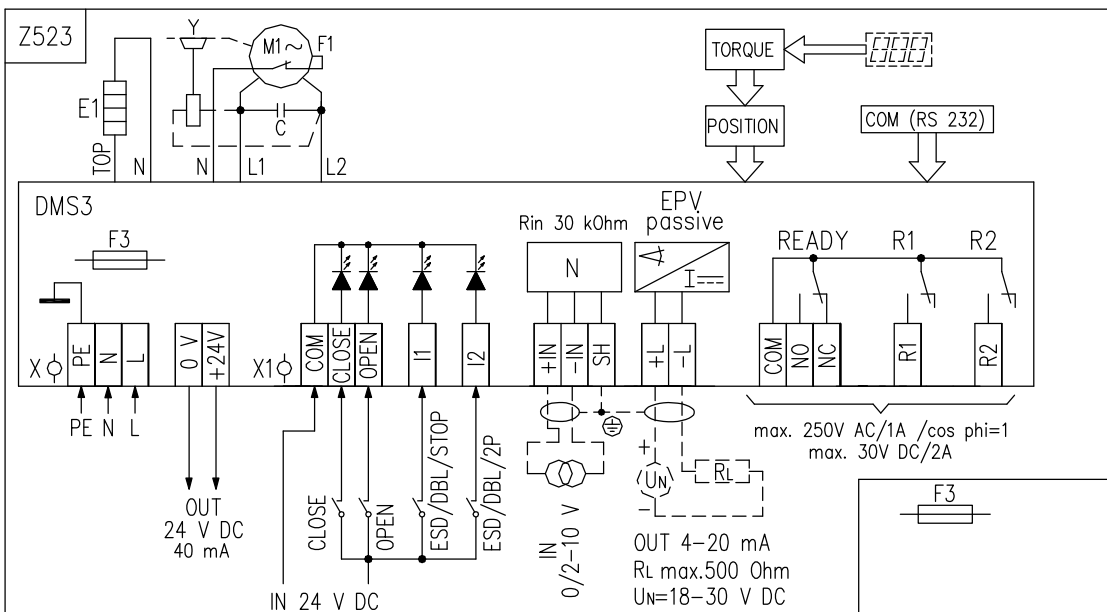 Z523
Y
M1 ~
F1
E1
C
TOP
N
N
L1
L2
TORQUE
POSITION
COM (RS 232)
DMS3
F3
Rin 30 kOhm
N
EPV
passive
I
READY
R1
R2
X
PE
N
L
0 V
+24V
X1
COM
CLOSE
OPEN
I1
I2
+IN
-IN
SH
+L
-L
COM
NO
NC
R1
R2
PE N L
OUT
24 V DC
40 mA
CLOSE
OPEN
ESD/DBL/STOP
ESD/DBL/2P
IN 24 V DC
IN
0/2-10 V
+
UN
-
RL
OUT 4-20 mA
RL max.500 Ohm
UN=18-30 V DC
max. 250V AC/1A /cos phi=1
max. 30V DC/2A
F3